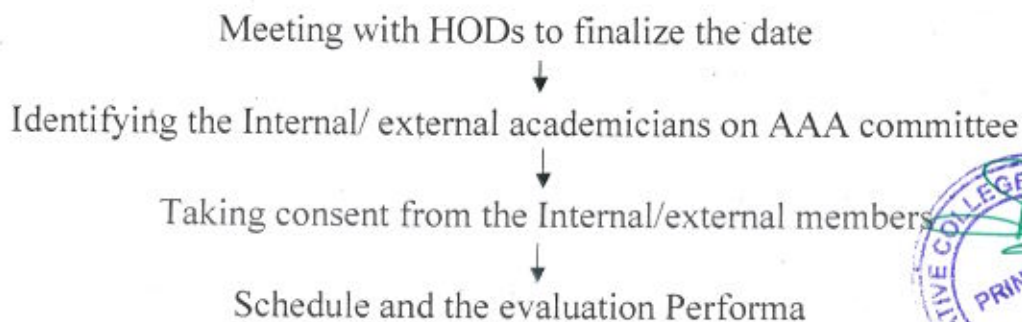 Meeting with HODs to finalize the date
Identifying the Internal/ external academicians on AAA committee
Taking consent from the Internal/external members
Schedule and the evaluation Performa